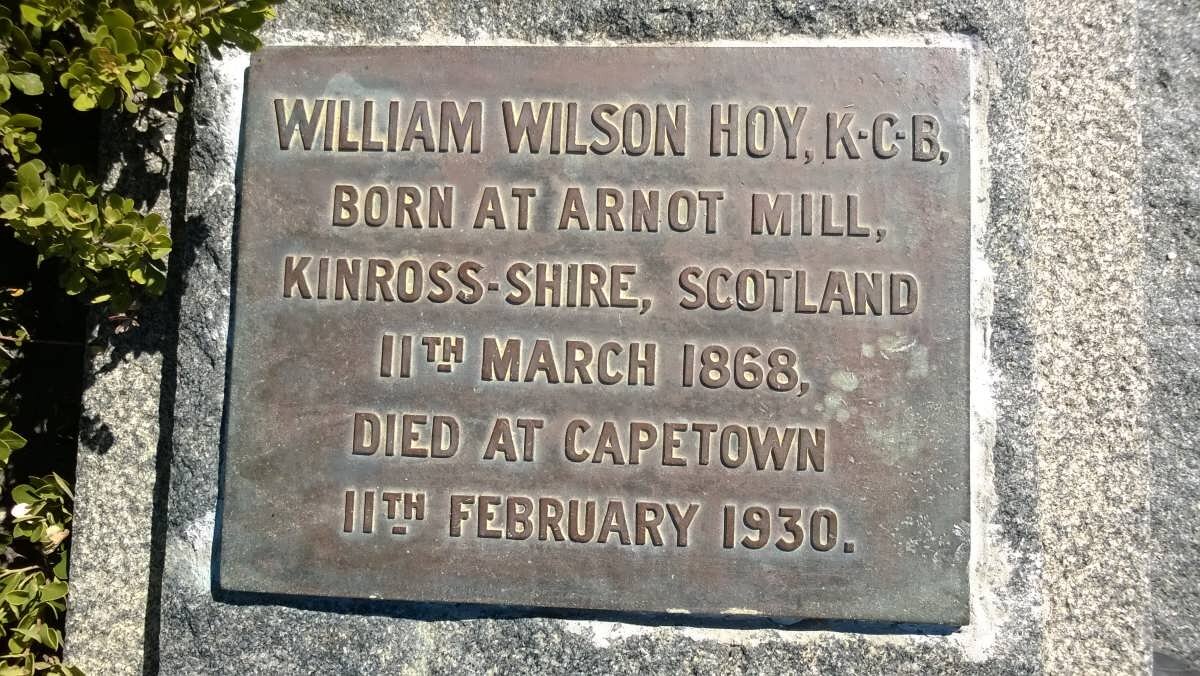 WILLIAM WILSON HOY, K-C-B,
BORN AT ARNOT MILL,
KINROSS-SHIRE, SCOTLAND
11TH MARCH 1868,
DIED AT CAPETOWN
11TH FEBRUARY 1930.